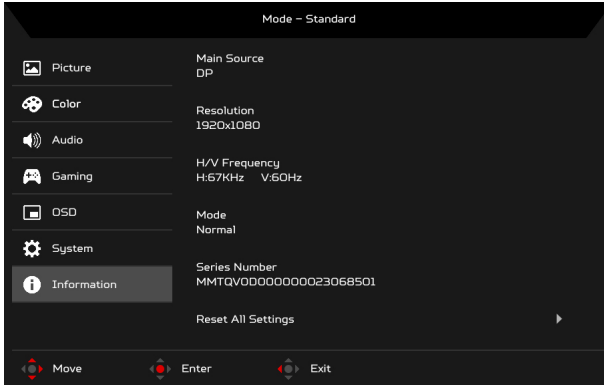 Mode - Standard
Picture
Color
Audio
Gaming
OSD
System
Information
Main Source
DP
Resolution
1920x1080
H/V Frequency
H:67KHz V:60Hz
Mode
Normal
Series Number
MMTQV0D000000023068501
Reset All Settings
Move
Enter
Exit